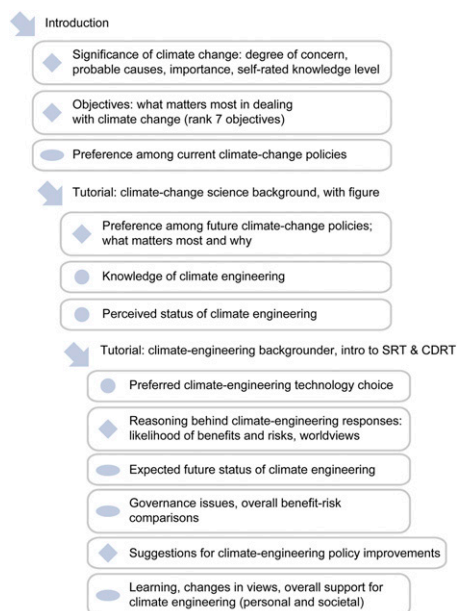 Introduction
Significance of climate change: degree of concern,
probable causes, importance, self-rated knowledge level
Objectives: what matters most in dealing
with climate change (rank 7 objectives)
Preference among current climate-change policies
Tutorial: climate-change science background, with figure
Preference among future climate-change policies;
what matters most and why
Knowledge of climate engineering
Perceived status of climate engineering
Tutorial: climate-engineering backgrounder, intro to SRT & CDRT
Preferred climate-engineering technology choice
Reasoning behind climate-engineering responses:
likelihood of benefits and risks, worldviews
Expected future status of climate engineering
Governance issues, overall benefit-risk
comparisons
Suggestions for climate-engineering policy improvements
Learning, changes in views, overall support for
climate engineering (personal and societal)